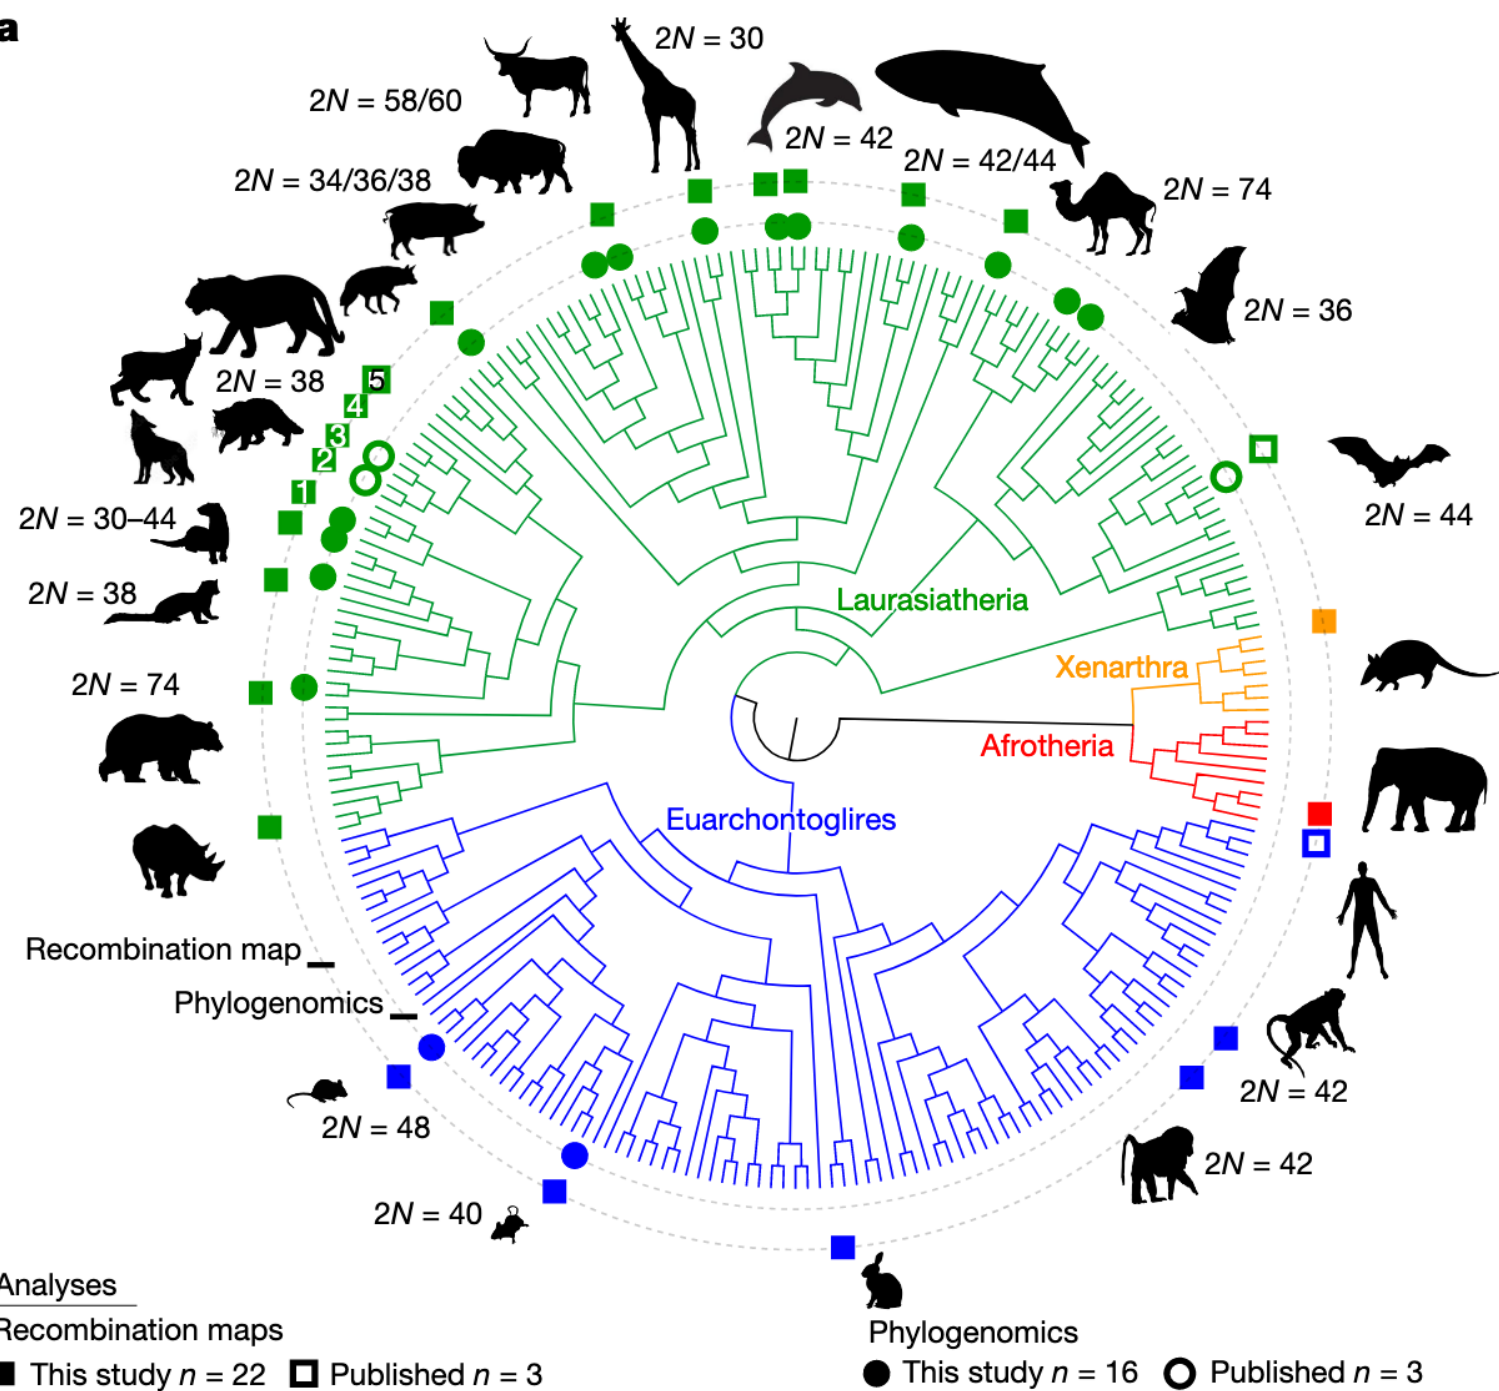 a
2N = 30
2N = 58/60
2N = 42
2N = 42/44
2N = 34/36/38
2N = 74
2N = 36
2N = 38
5
4
3
2
1
2N = 44
2N = 30–44
2N = 38
Laurasiatheria
Xenarthra
2N = 74
Afrotheria
Euarchontoglires
Recombination map
Phylogenomics
2N = 42
2N = 48
2N = 42
2N = 40
Analyses
Recombination maps
This study n = 22 Published n = 3
Phylogenomics
This study n = 16 Published n = 3